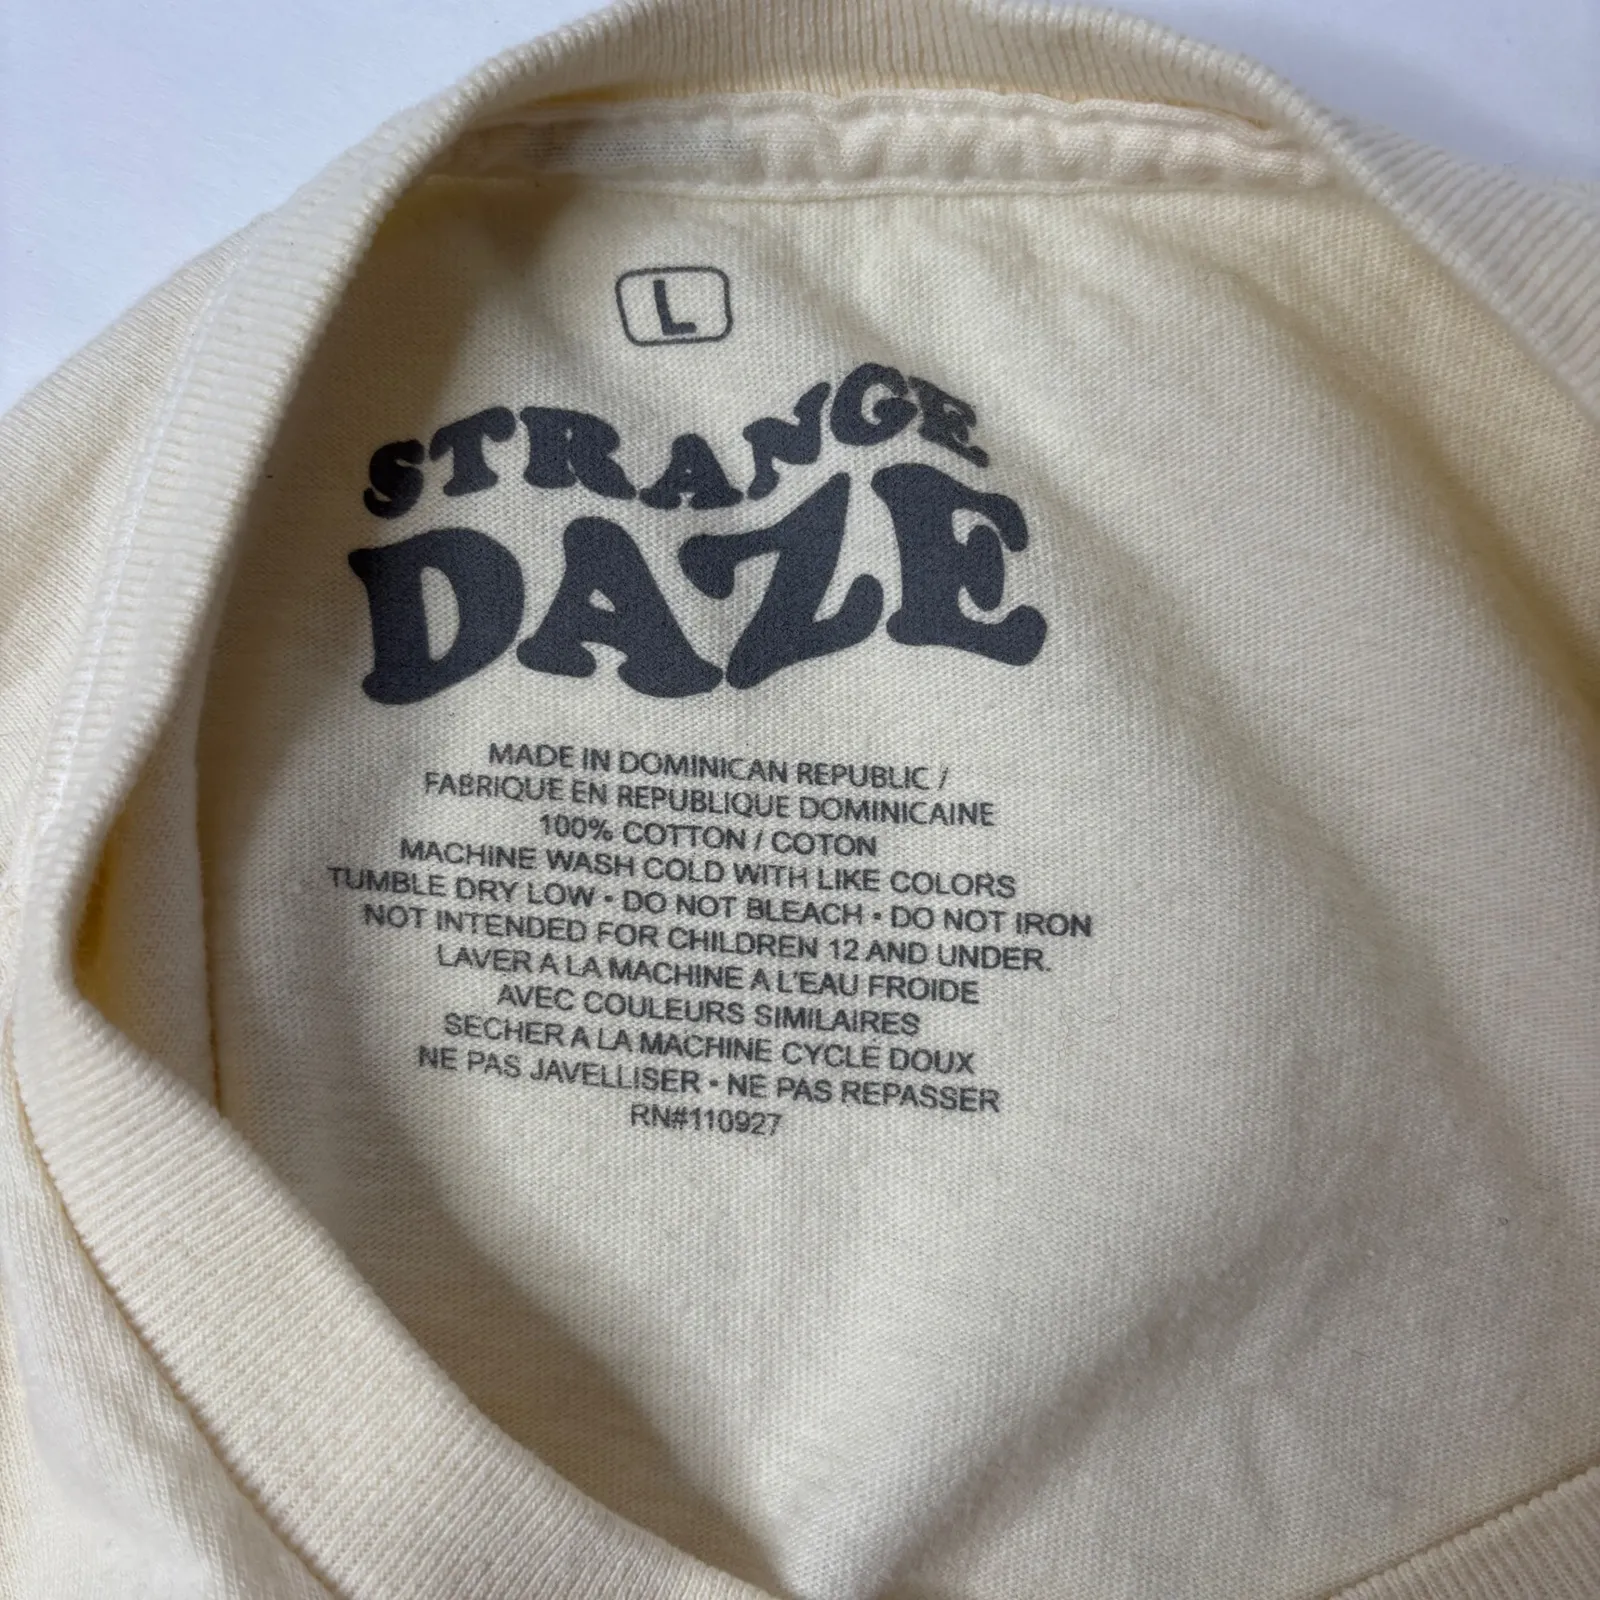 L
STRANGE
DAZE
MADE IN DOMINICAN REPUBLIC /
FABRIQUE EN REPUBLIQUE DOMINICAINE
100% COTTON / COTON
MACHINE WASH COLD WITH LIKE COLORS
TUMBLE DRY LOW • DO NOT BLEACH • DO NOT IRON
NOT INTENDED FOR CHILDREN 12 AND UNDER.
LAVER A LA MACHINE A L'EAU FROIDE
AVEC COULEURS SIMILAIRES
SECHER A LA MACHINE CYCLE DOUX
NE PAS JAVELLISER • NE PAS REPASSER
RN#110927